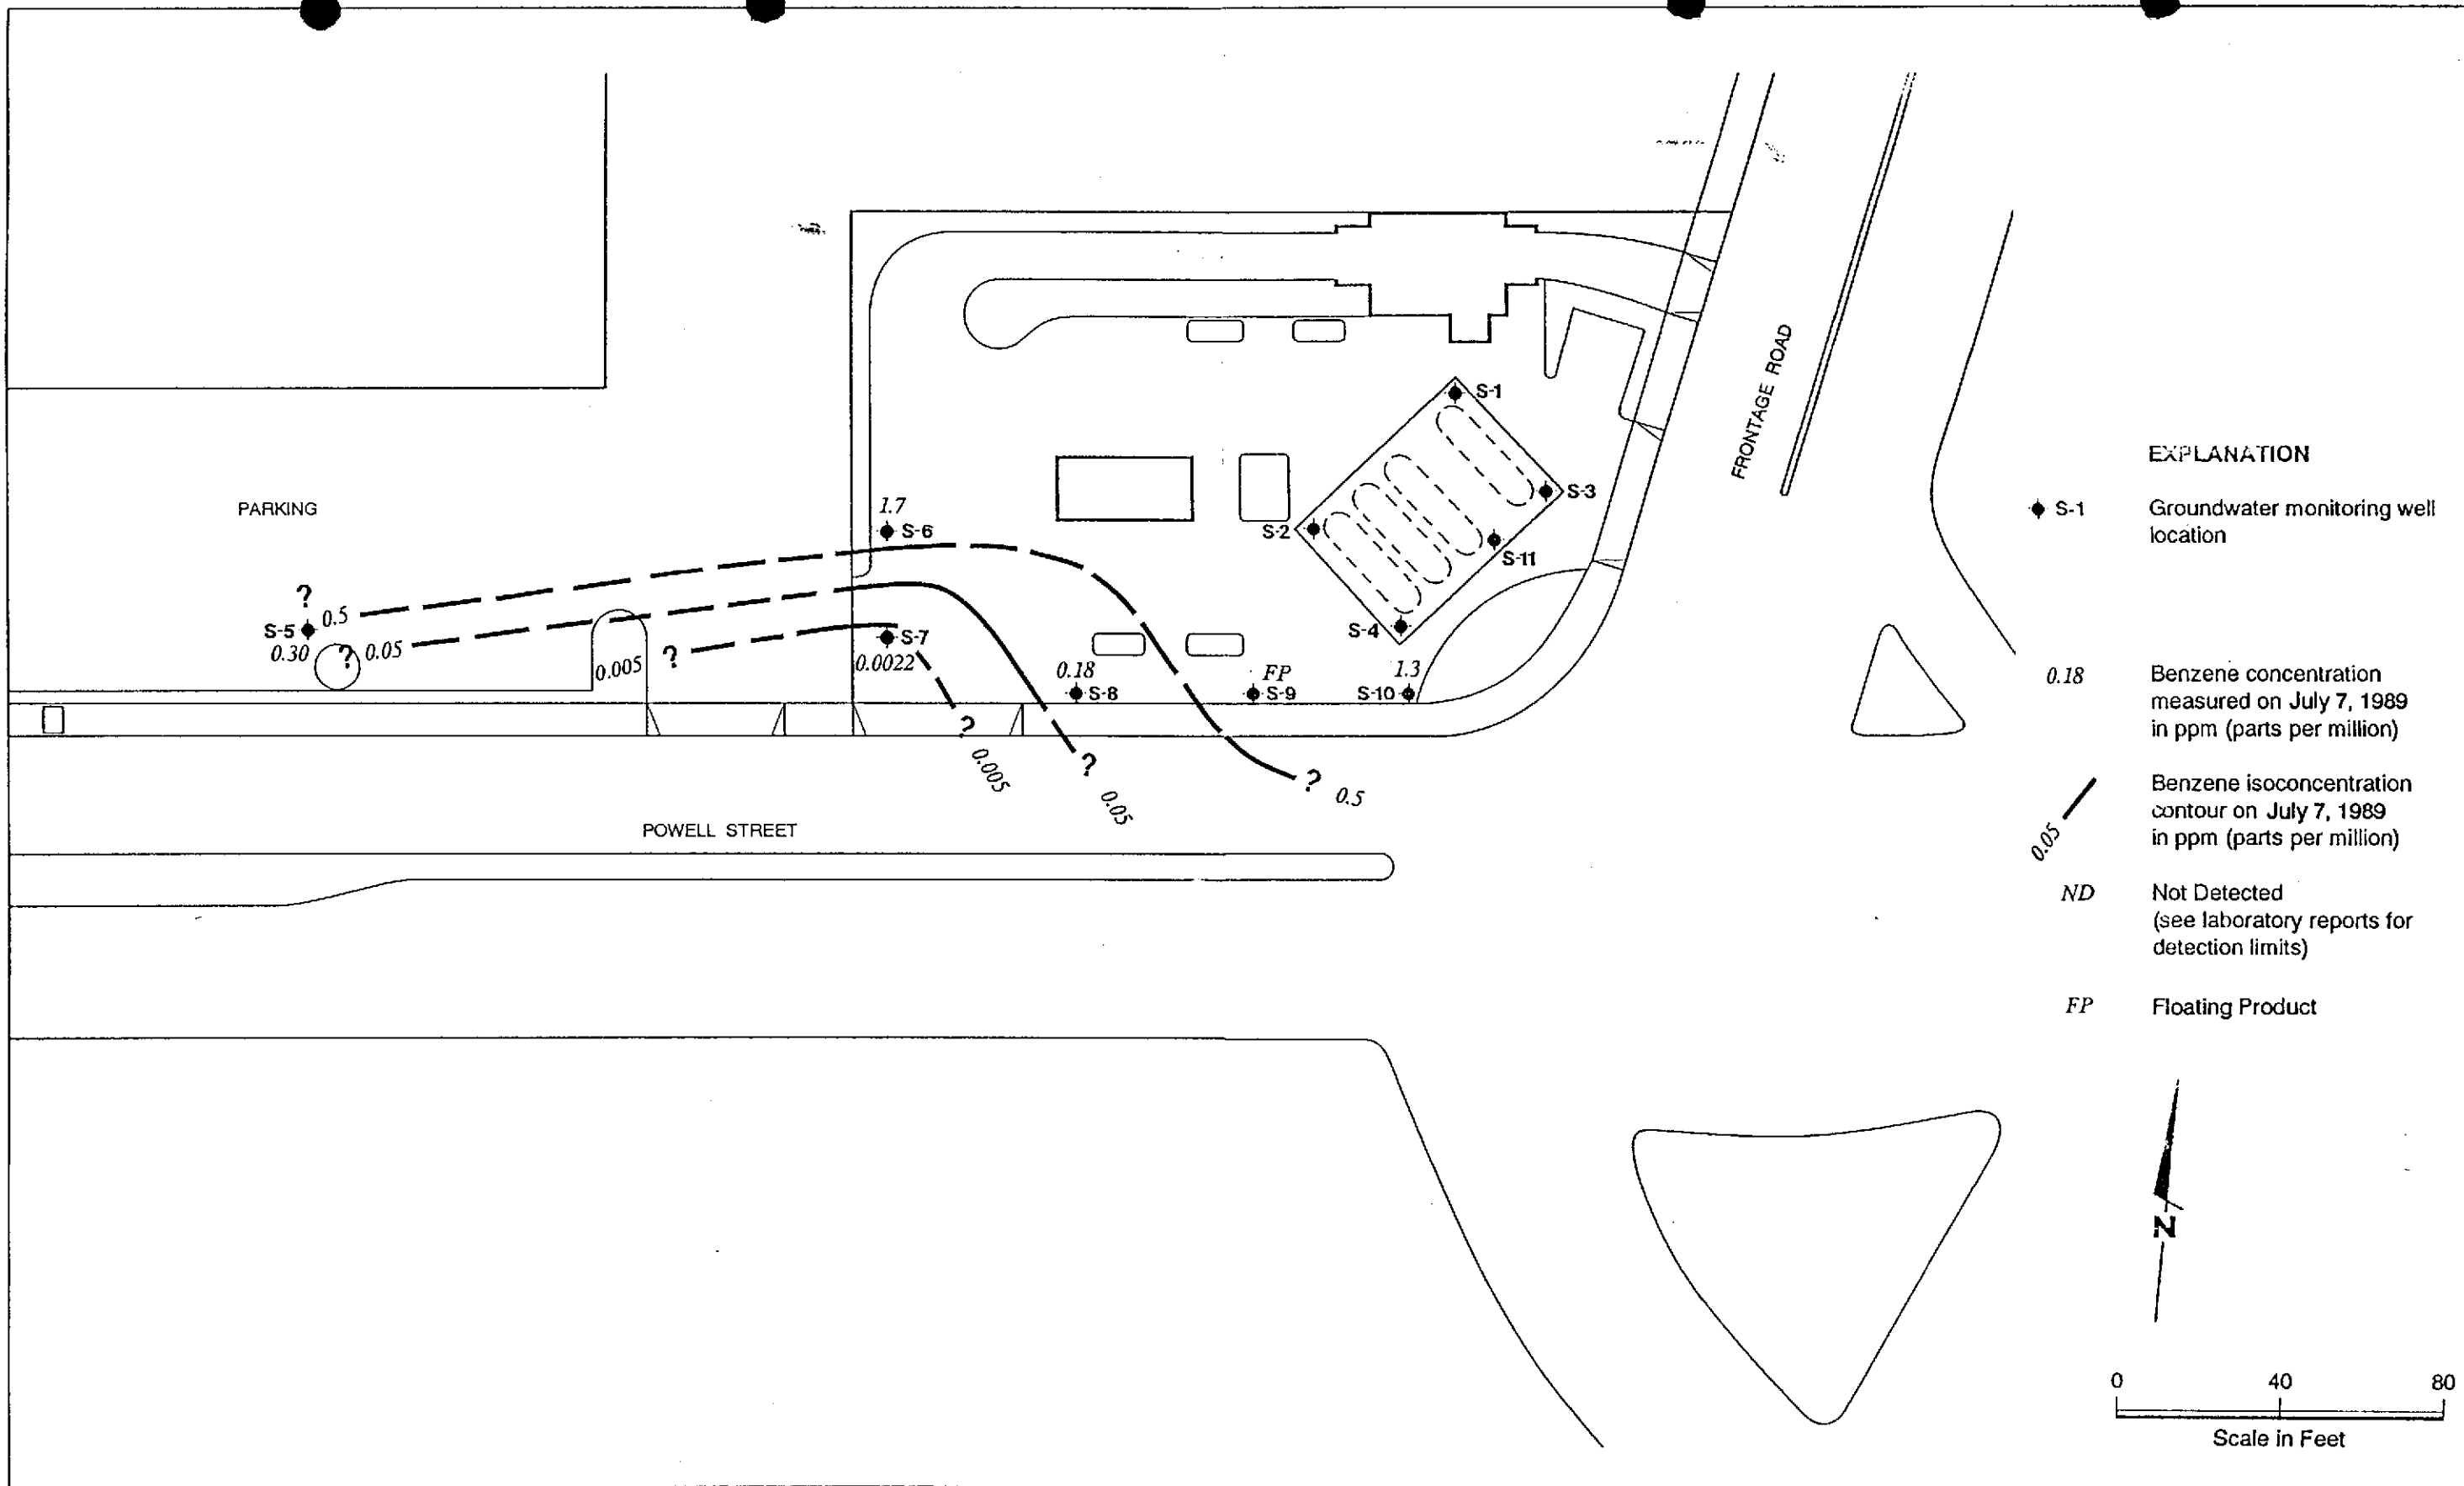 FRONTAGE ROAD
S-1
EXPLANATION
S-3
S-1 Groundwater monitoring well
location
PARKING
1.7
S-6
S-2
S-11
?
0.5
S-5
0.30
? 0.05
0.005
?
S-7
0.0022
S-4
0.18
S-8
FP
S-9
1.3
S-10
0.18 Benzene concentration
measured on July 7, 1989
in ppm (parts per million)
?
0.005
?
0.05
? 0.5
0.05 Benzene isoconcentration
contour on July 7, 1989
in ppm (parts per million)
POWELL STREET
ND Not Detected
(see laboratory reports for
detection limits)
FP Floating Product
N
0 40 80
Scale in Feet